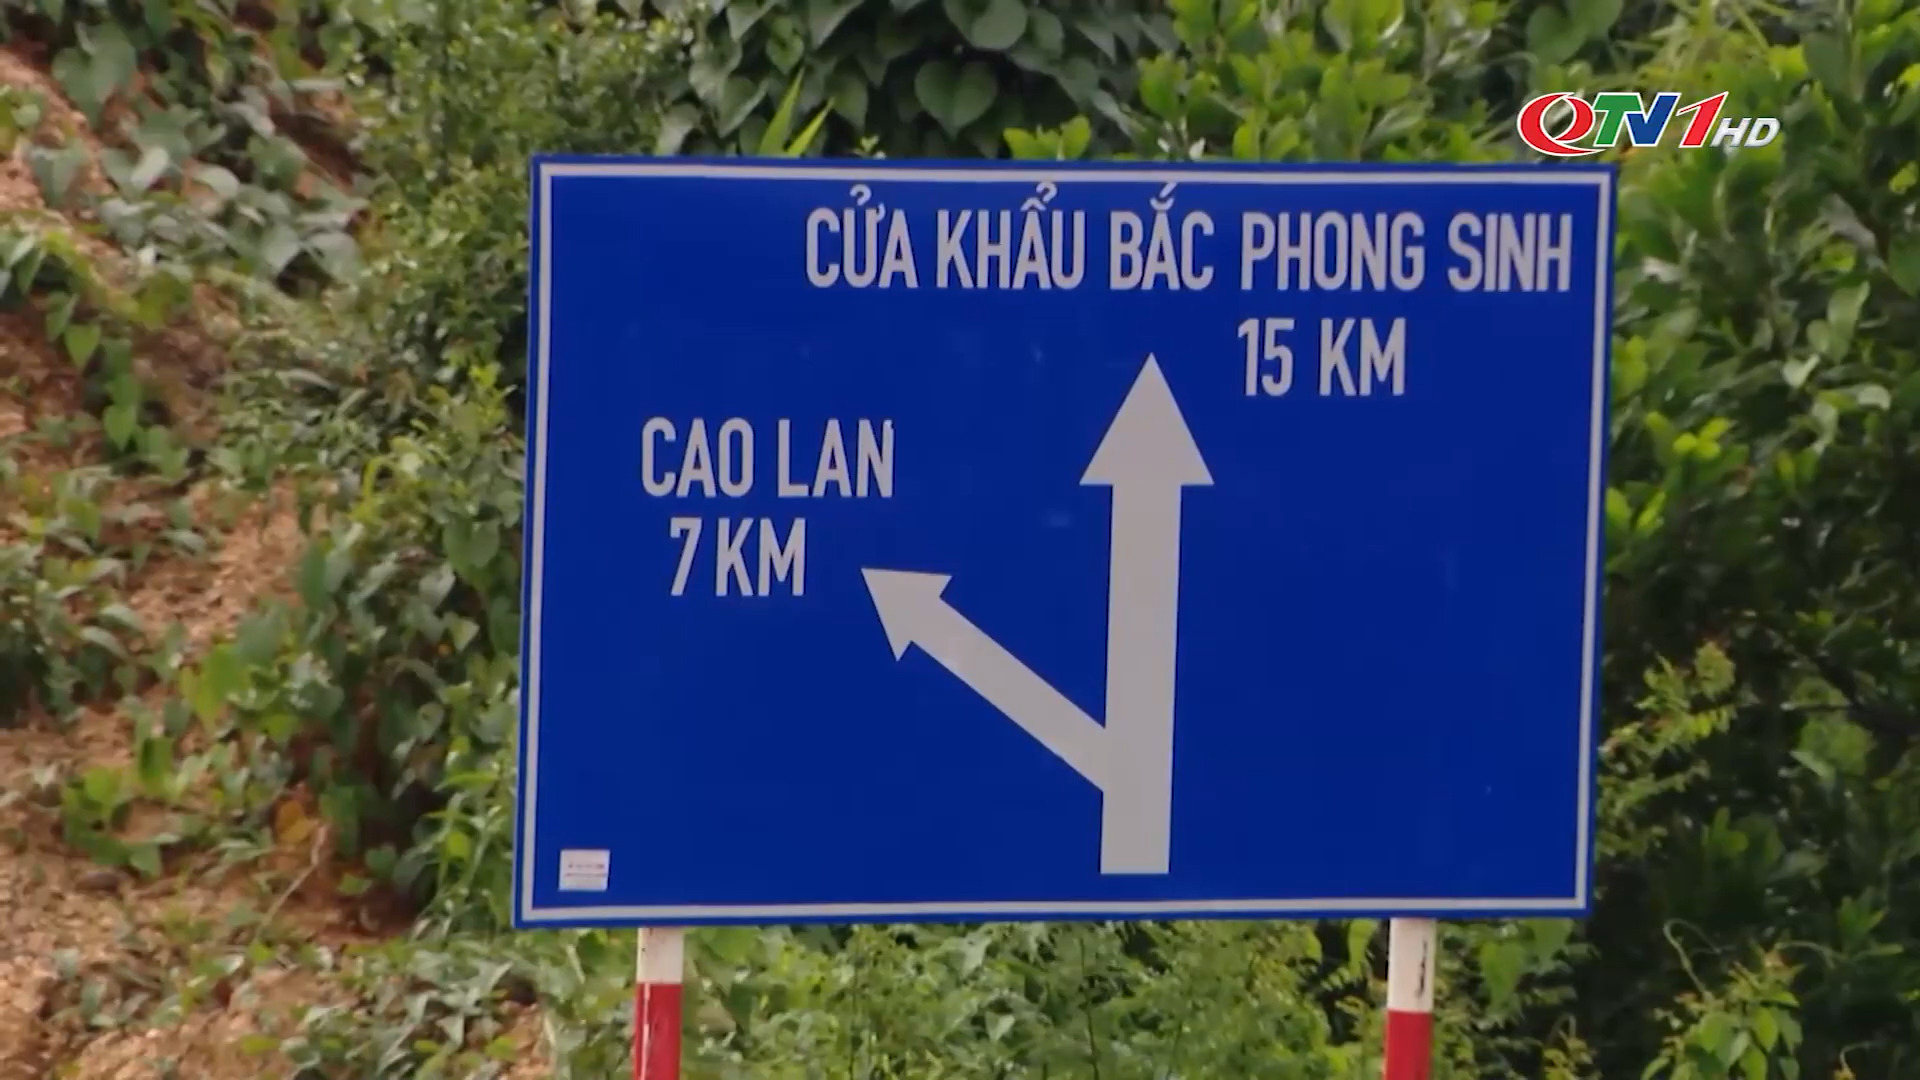 QTV1HD
CỬA KHẨU BẮC PHONG SINH
15 KM
CAO LAN
7 KM